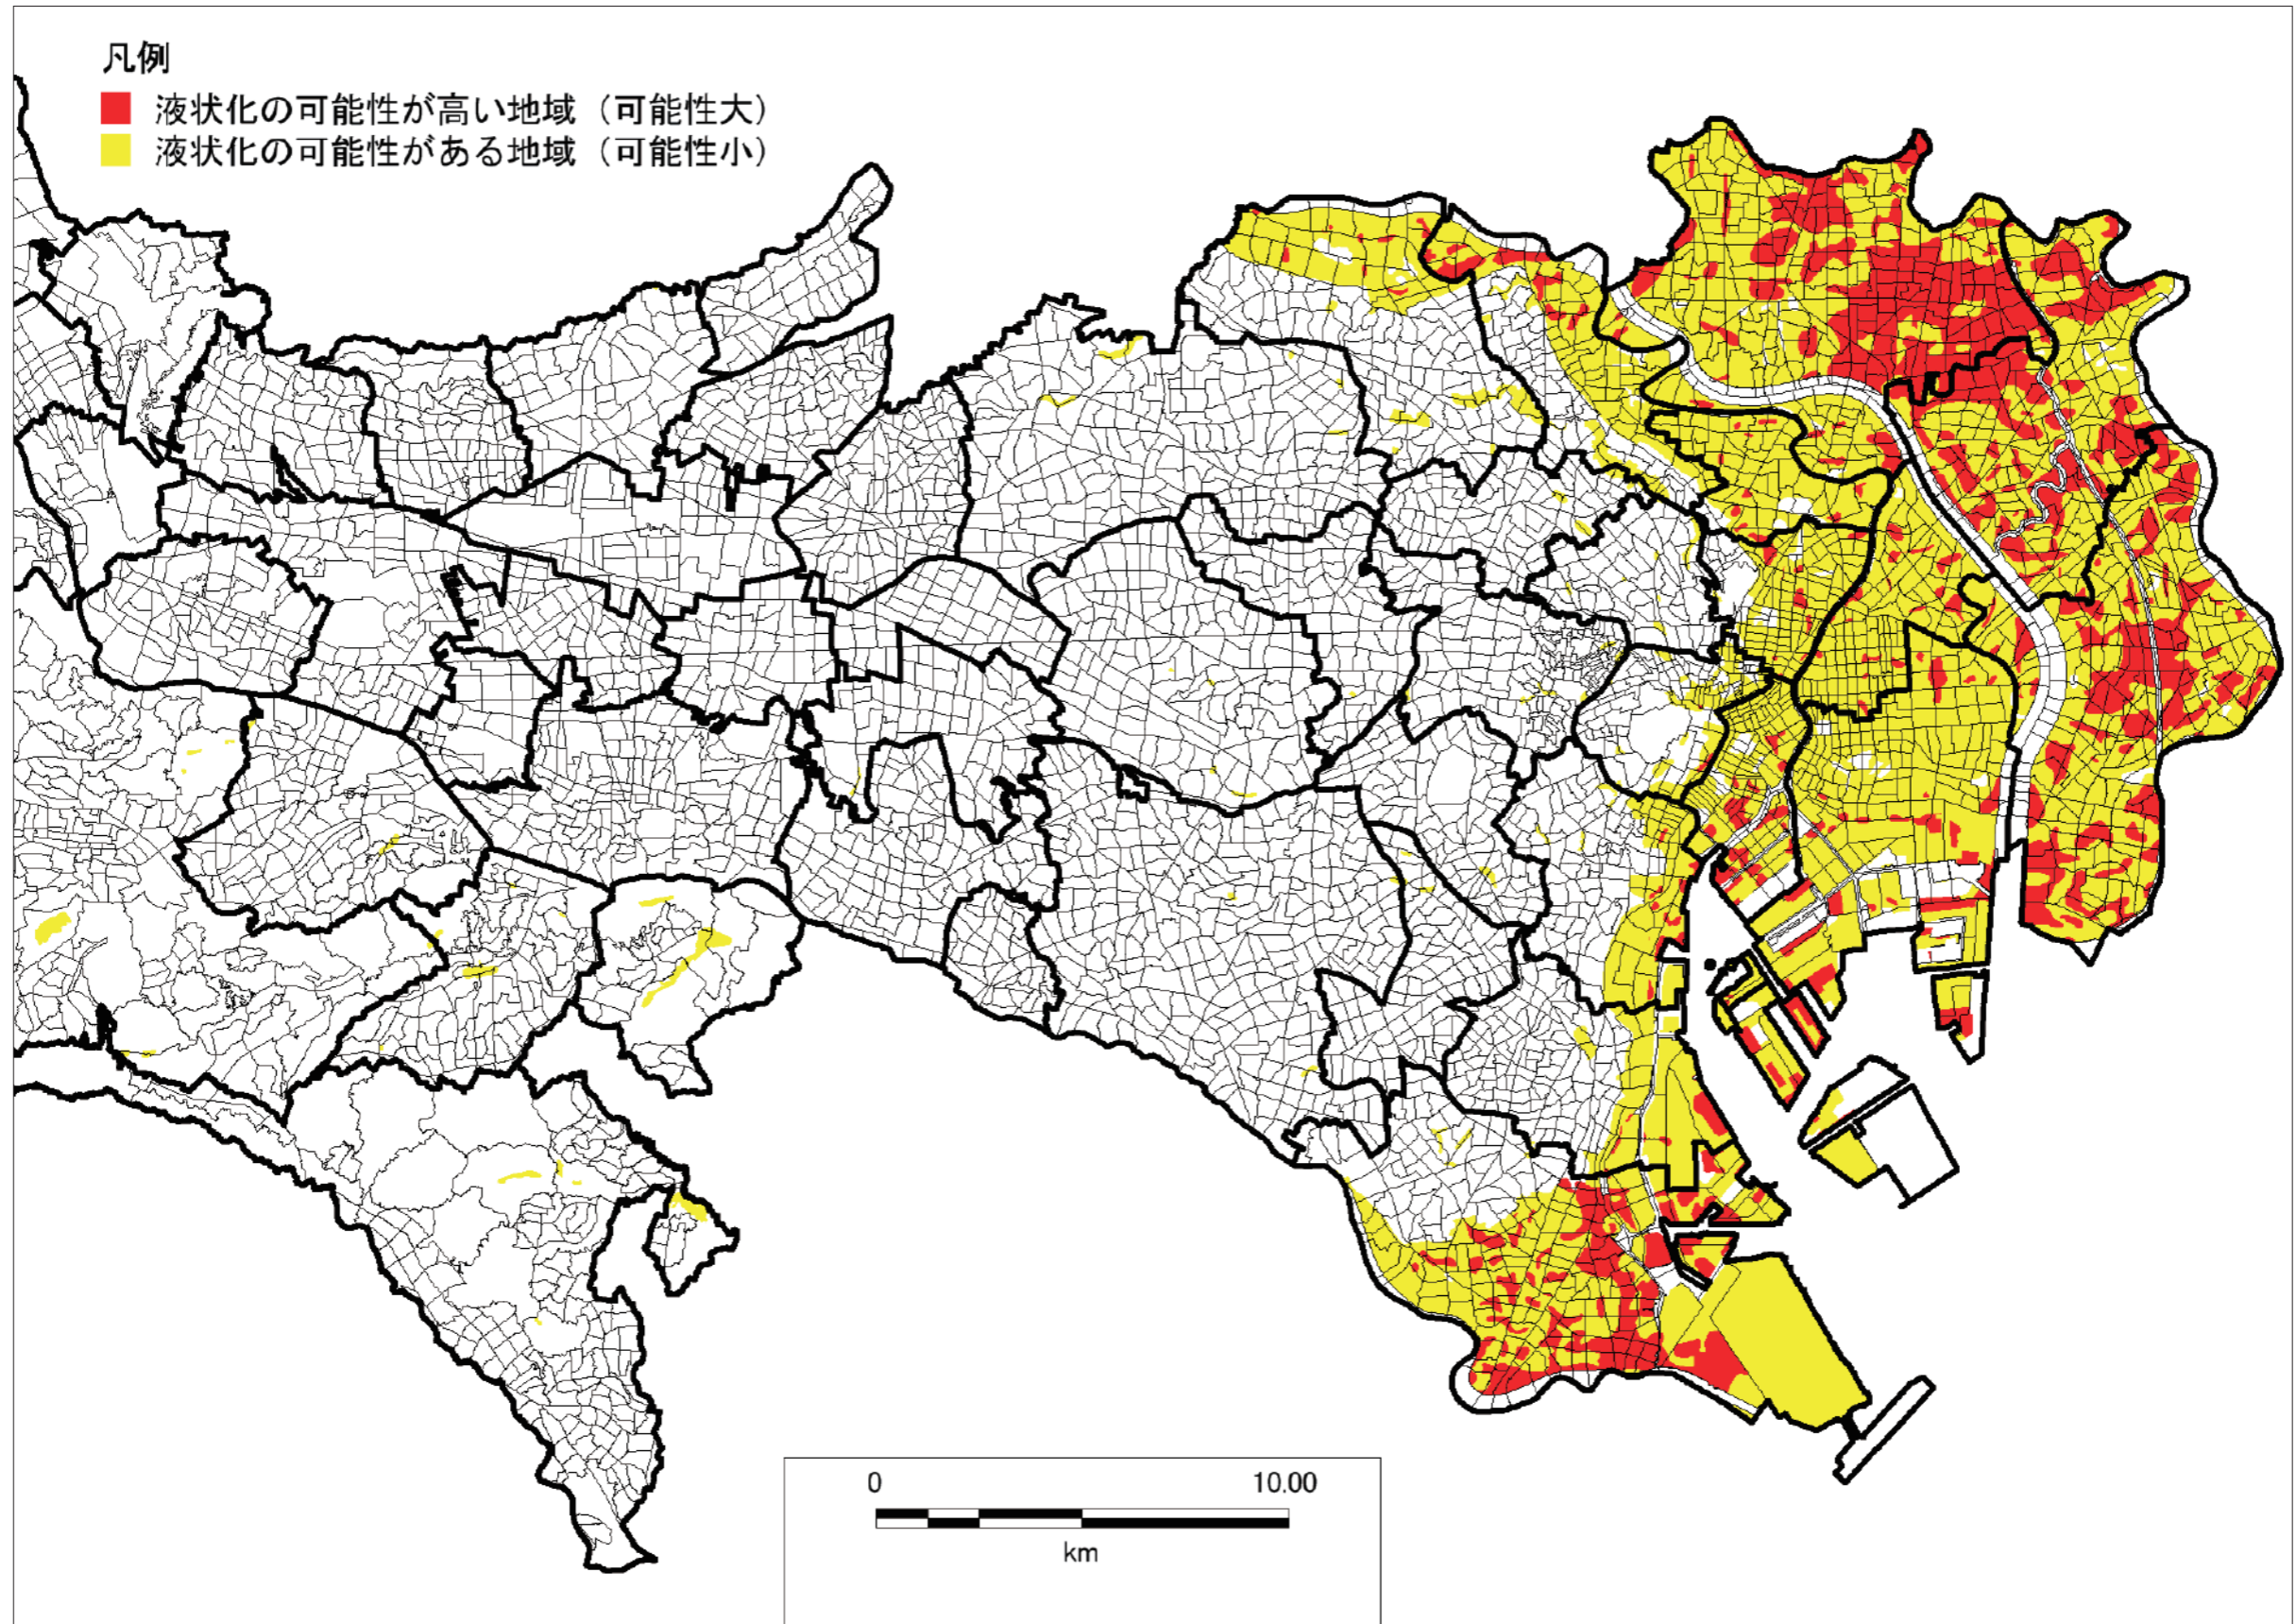 凡例
液状化の可能性が高い地域（可能性大）
液状化の可能性がある地域（可能性小）
0 10.00
km